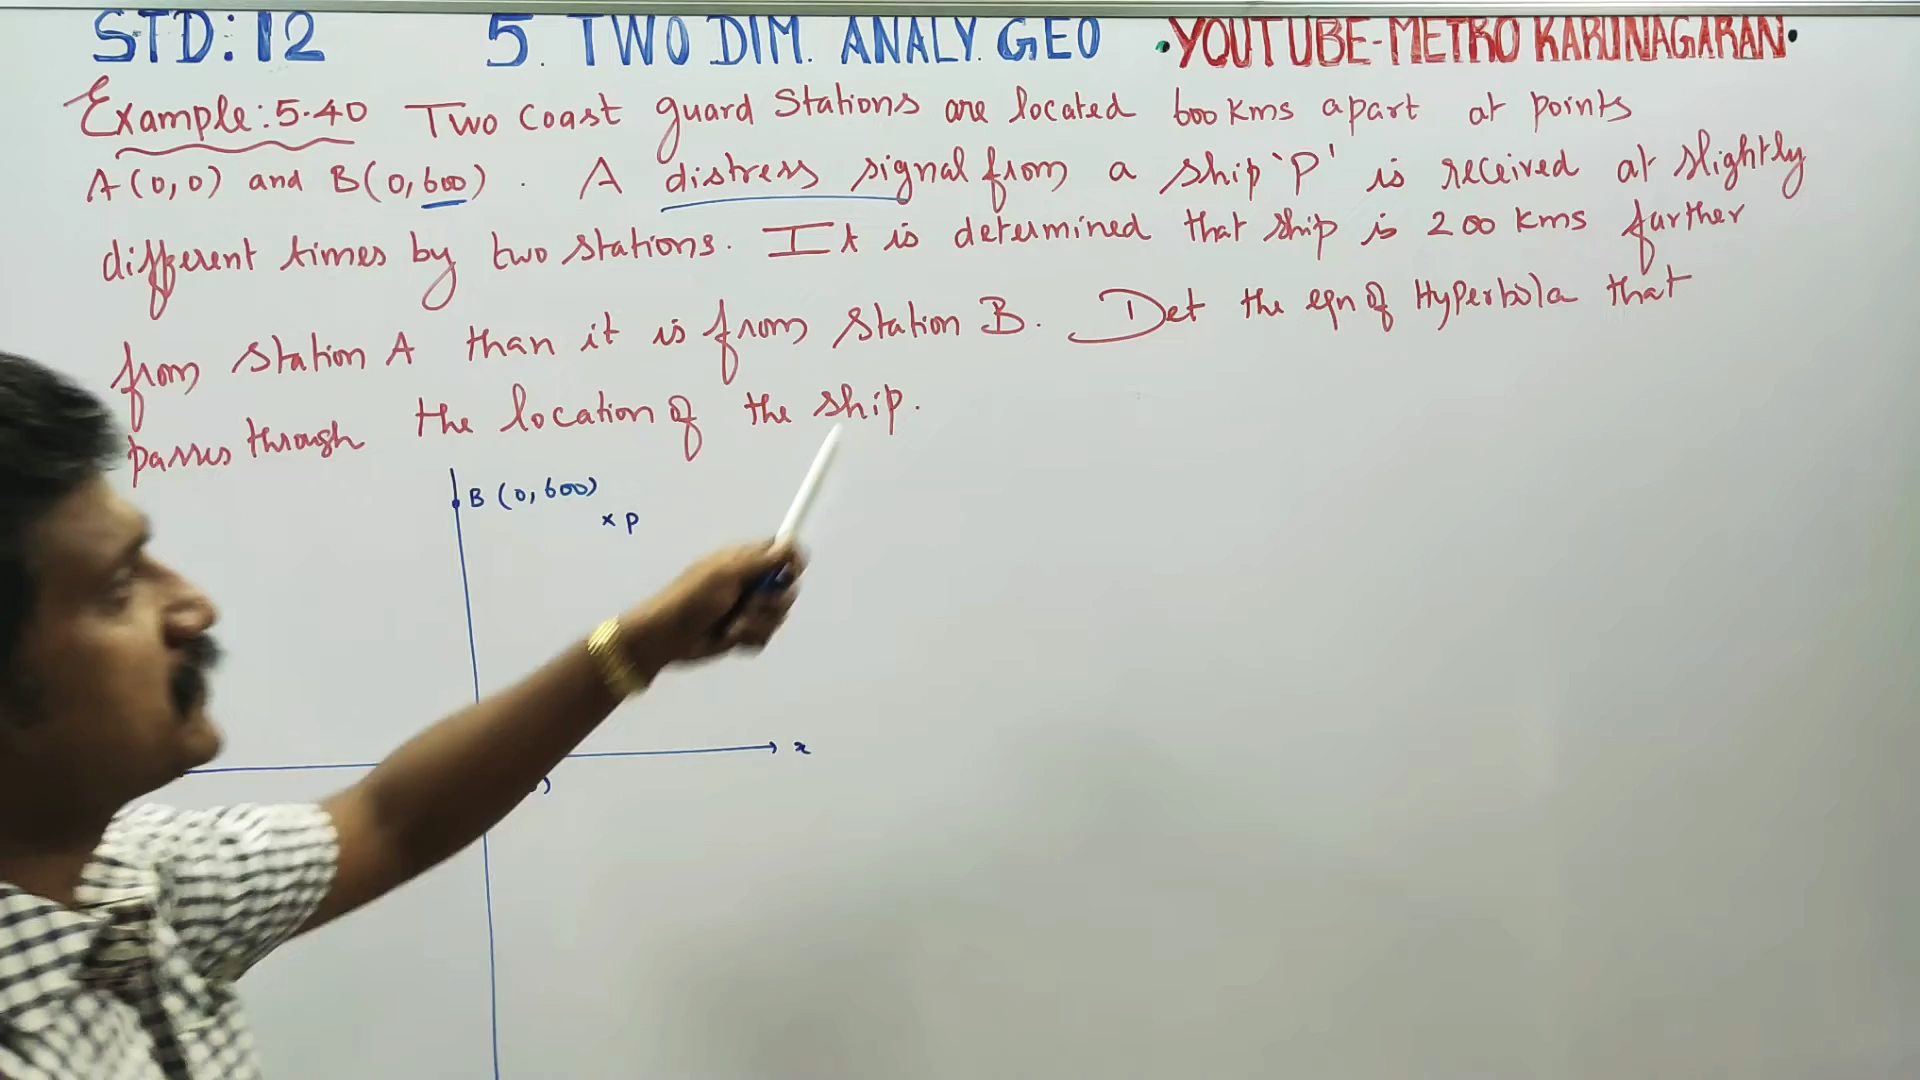 STD: 12 5. TWO DIM. ANALY. GEO •YOUTUBE-METRO KARUNAGARAN•
Example: 5.40 Two Coast guard Stations are located 600 kms apart at points
A(0,0) and B(0,600). A distress signal from a ship 'P' is received at slightly
different times by two stations. It is determined that ship is 200 kms farther
from station A than it is from station B. Det the eqn of Hyperbola that
passes through the location of the ship.
B (0,600)
x P
x